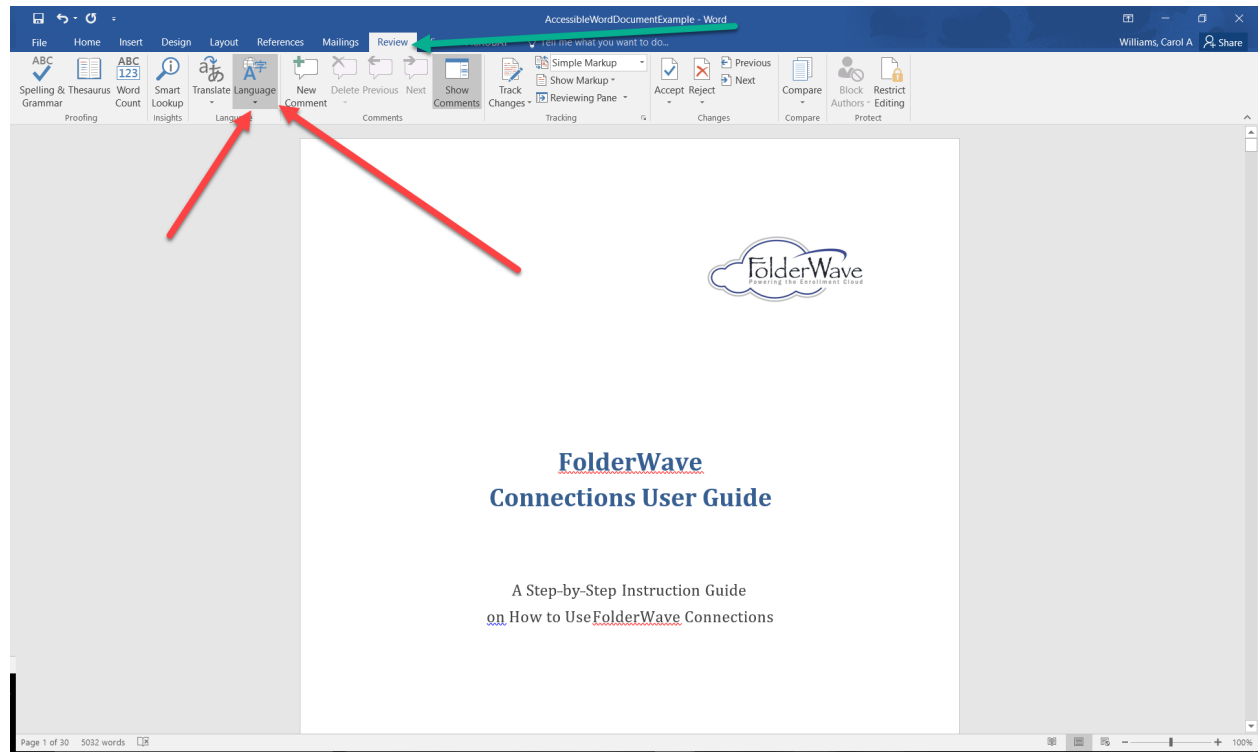 AccessibleWordDocumentExample - Word
File Home Insert Design Layout References Mailings Review Tell me what you want to do...
Williams, Carol A Share
ABC
ABC
123
Spelling &
Grammar
Thesaurus
Word
Count
Smart
Lookup
Translate
Language
New
Comment
Delete
Previous
Next
Show
Comments
Track
Changes
Simple Markup
Show Markup
Reviewing Pane
Accept
Reject
Previous
Next
Compare
Block
Authors
Restrict
Editing
Proofing
Insights
Comments
Tracking
Changes
Compare
Protect
FolderWave
Powering the Enrollment Cloud
FolderWave
Connections User Guide
A Step-by-Step Instruction Guide
on How to UseFolderWave Connections
Page 1 of 30 5032 words
100%